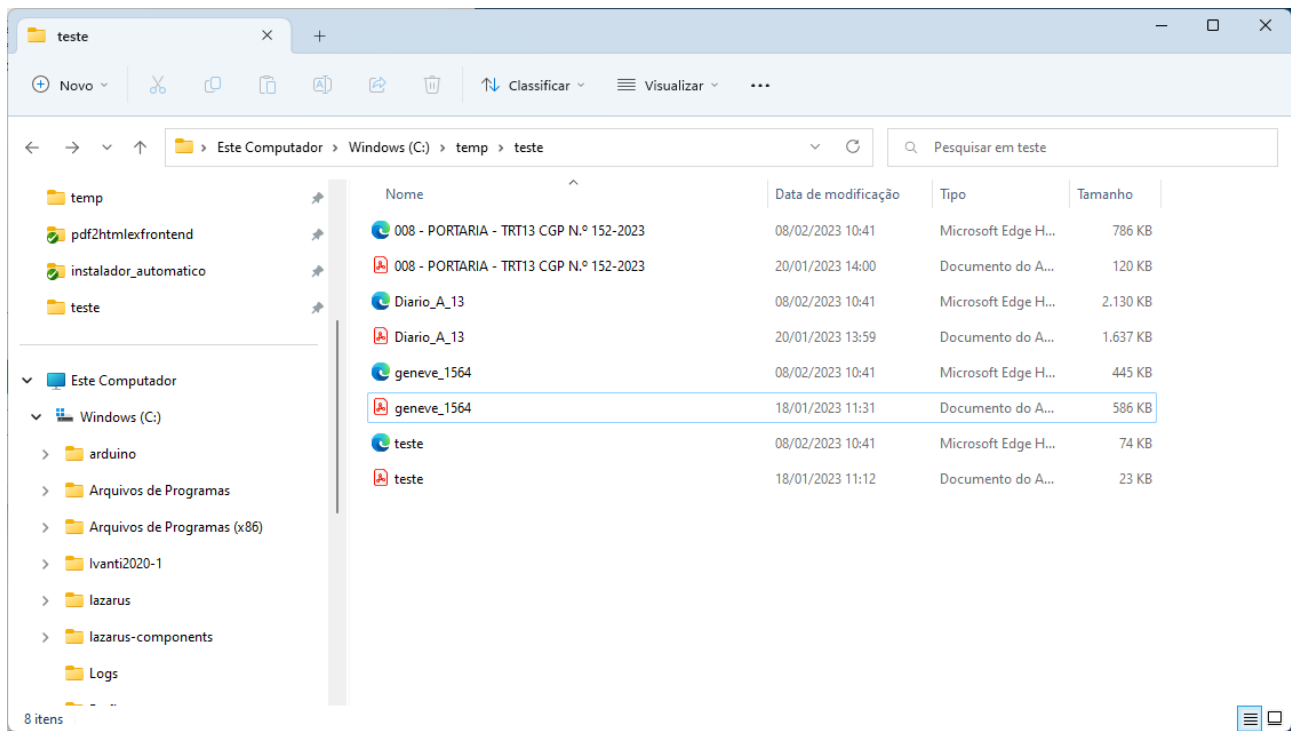 teste
Novo
Classificar
Visualizar
Este Computador > Windows (C:) > temp > teste
Pesquisar em teste
temp
pdf2htmlexfrontend
instalador_automatico
teste
Este Computador
Windows (C:)
arduino
Arquivos de Programas
Arquivos de Programas (x86)
Ivanti2020-1
lazarus
lazarus-components
Logs
Nome Data de modificação Tipo Tamanho
008 - PORTARIA - TRT13 CGP N.º 152-2023 08/02/2023 10:41 Microsoft Edge H... 786 KB
008 - PORTARIA - TRT13 CGP N.º 152-2023 20/01/2023 14:00 Documento do A... 120 KB
Diario_A_13 08/02/2023 10:41 Microsoft Edge H... 2.130 KB
Diario_A_13 20/01/2023 13:59 Documento do A... 1.637 KB
geneve_1564 08/02/2023 10:41 Microsoft Edge H... 445 KB
geneve_1564 18/01/2023 11:31 Documento do A... 586 KB
teste 08/02/2023 10:41 Microsoft Edge H... 74 KB
teste 18/01/2023 11:12 Documento do A... 23 KB
8 itens